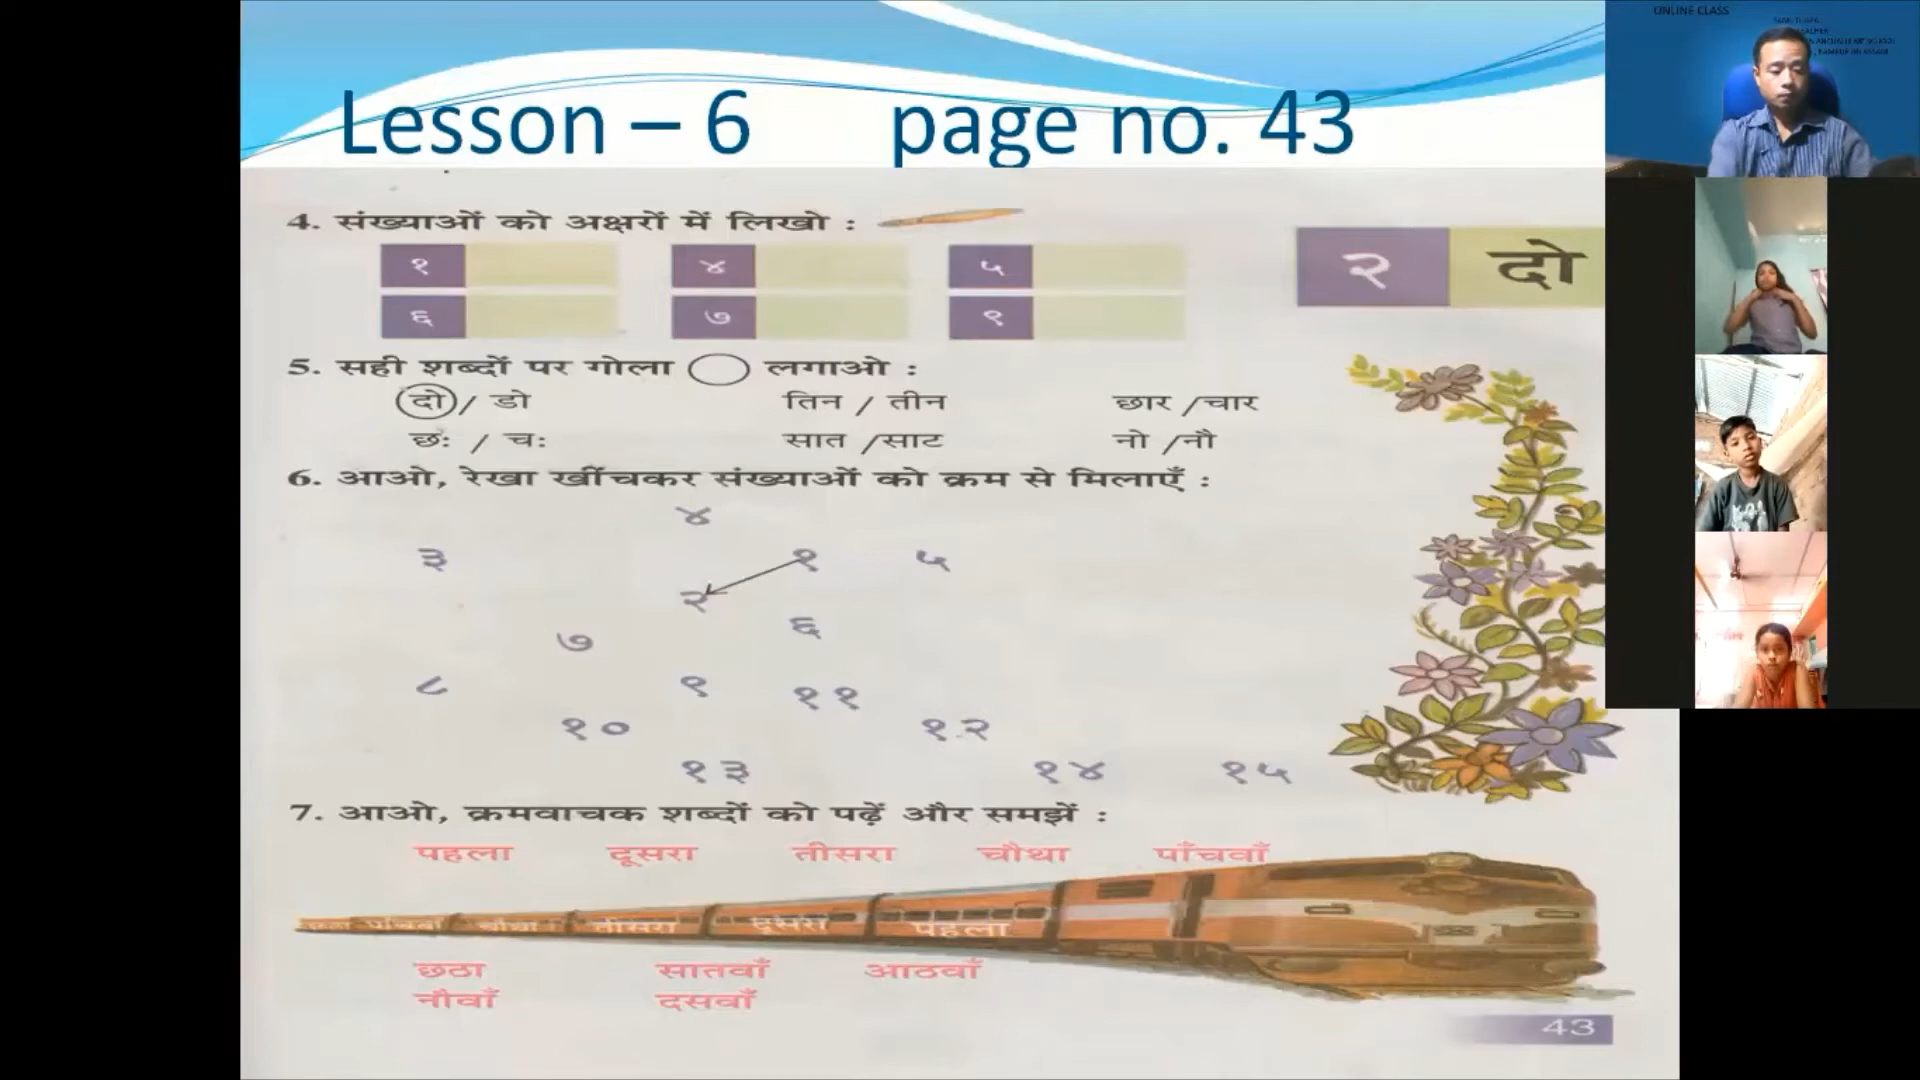 Lesson – 6 page no. 43
4. संख्याओं को अक्षरों में लिखो :
१ ४ ५
६ ७ ९
२ दो
5. सही शब्दों पर गोला लगाओ :
दो / डो तिन / तीन छार /चार
छः / चः सात /साट नो /नौ
6. आओ, रेखा खींचकर संख्याओं को क्रम से मिलाएँ :
४
३ १ ५
२
६
७
८ ९ ११
१० १२
१३ १४ १५
7. आओ, क्रमवाचक शब्दों को पढ़ें और समझें :
पहला दूसरा तीसरा चौथा पाँचवाँ
पाँचवाँ चौथा तीसरा दूसरा पहला
छठा सातवाँ आठवाँ
नौवाँ दसवाँ
43
ONLINE CLASS